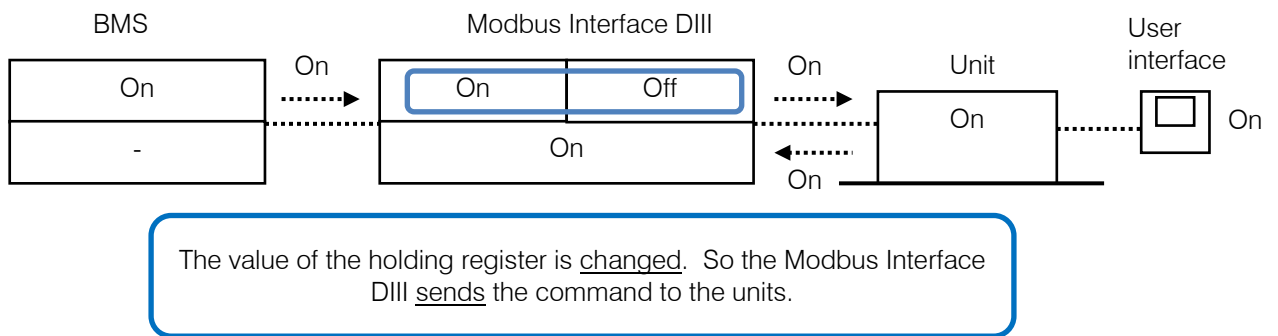 BMS
Modbus Interface DIII
User
interface
On
On
Unit
On
On
Off
On
On
-
On
On
The value of the holding register is changed.  So the Modbus Interface
DIII sends the command to the units.